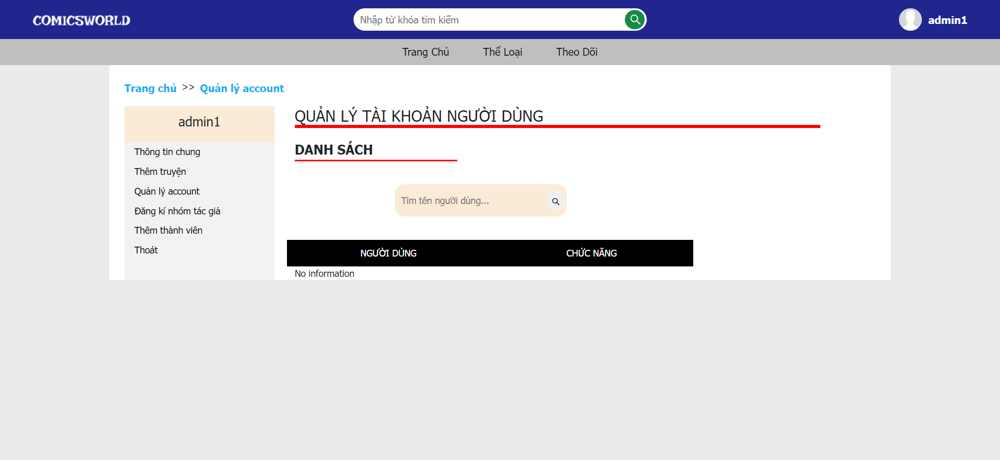 COMICSWORLD
Nhập từ khóa tìm kiếm
admin1
Trang Chủ
Thể Loại
Theo Dõi
Trang chủ >> Quản lý account
admin1
Thông tin chung
Thêm truyện
Quản lý account
Đăng kí nhóm tác giả
Thêm thành viên
Thoát
QUẢN LÝ TÀI KHOẢN NGƯỜI DÙNG
DANH SÁCH
Tìm tên người dùng...
NGƯỜI DÙNG
CHỨC NĂNG
No information